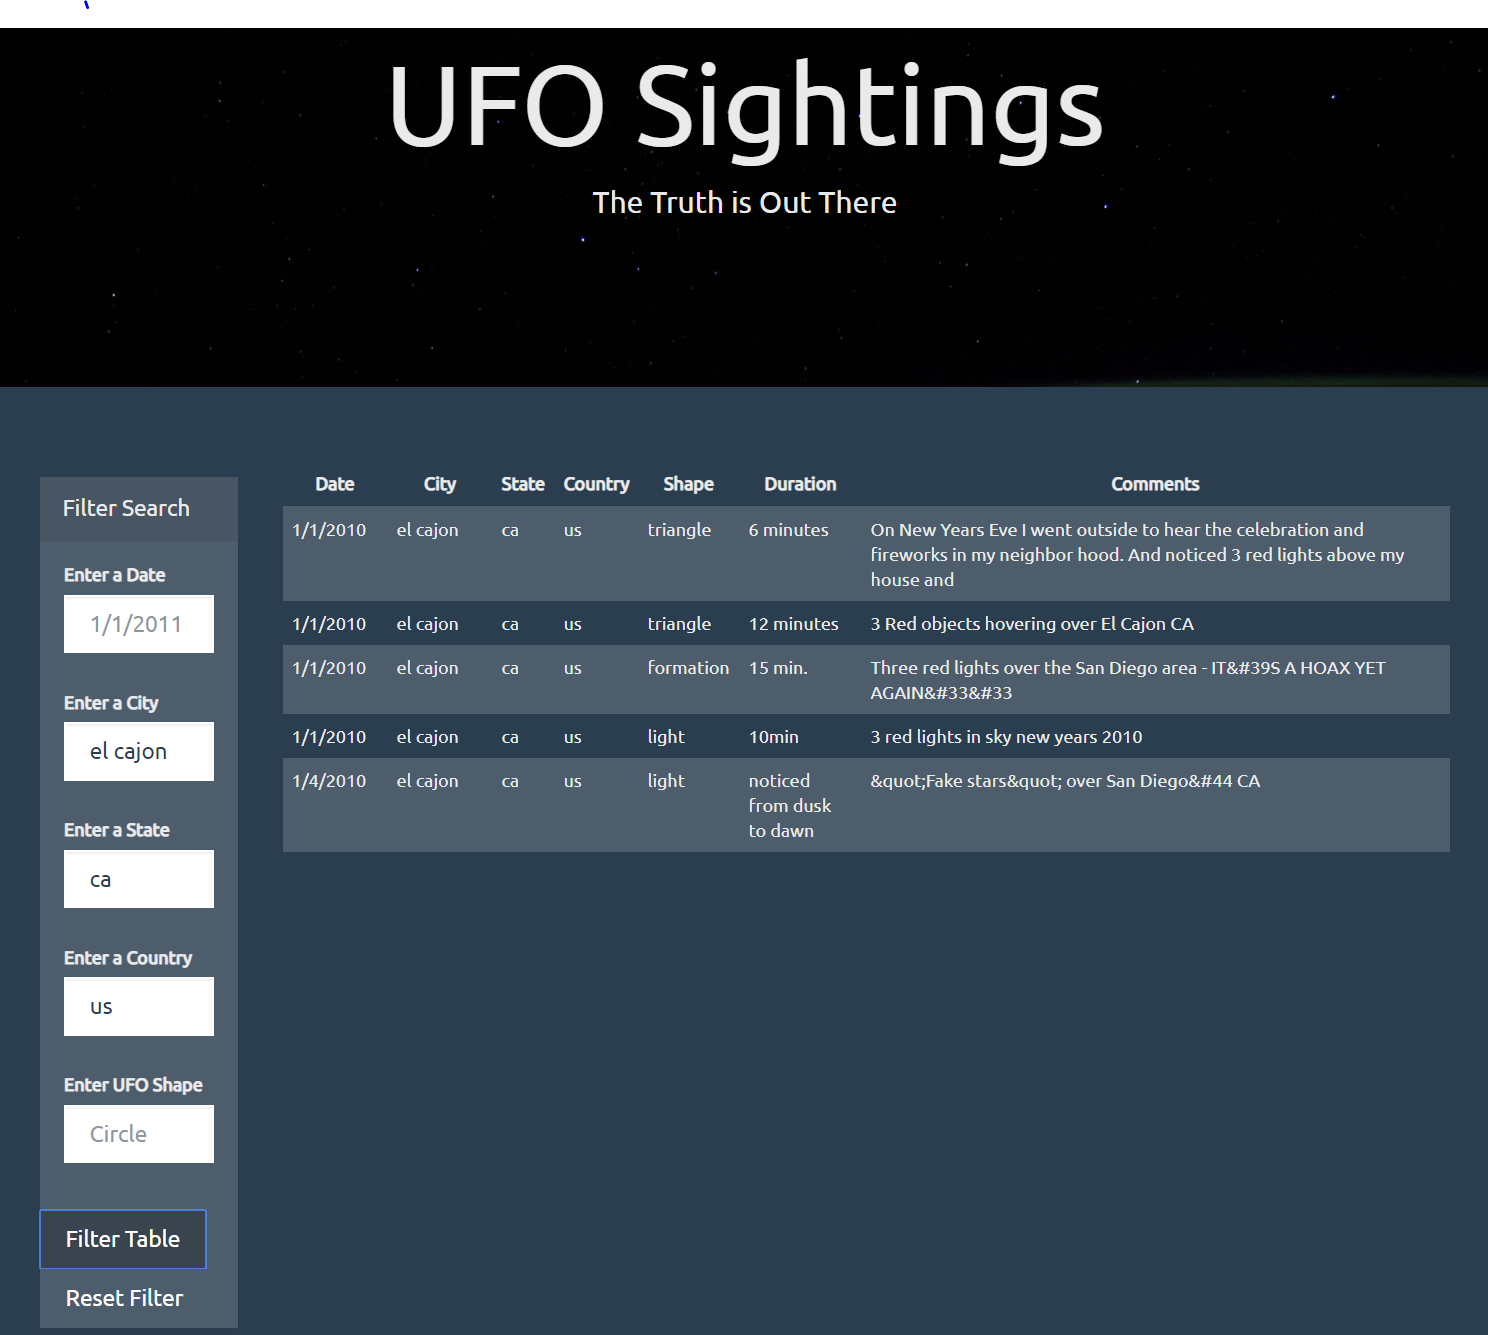 UFO Sightings
The Truth is Out There
Filter Search
Enter a Date
1/1/2011
Enter a City
el cajon
Enter a State
ca
Enter a Country
us
Enter UFO Shape
Circle
Filter Table
Reset Filter
Date City State Country Shape Duration Comments
1/1/2010 el cajon ca us triangle 6 minutes On New Years Eve I went outside to hear the celebration and
fireworks in my neighbor hood. And noticed 3 red lights above my
house and
1/1/2010 el cajon ca us triangle 12 minutes 3 Red objects hovering over El Cajon CA
1/1/2010 el cajon ca us formation 15 min. Three red lights over the San Diego area - IT&#39S A HOAX YET
AGAIN&#33&#33
1/1/2010 el cajon ca us light 10min 3 red lights in sky new years 2010
1/4/2010 el cajon ca us light noticed &quot;Fake stars&quot; over San Diego&#44 CA
from dusk
to dawn